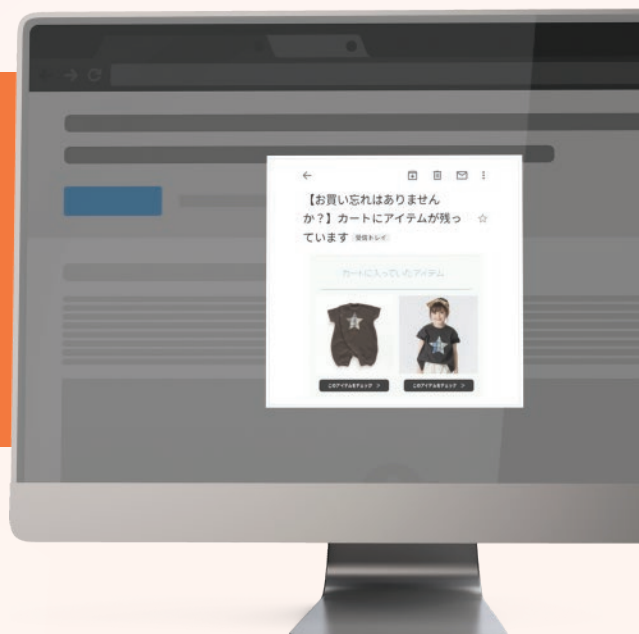 【お買い忘れはありません
か？】カートにアイテムが残っ
ています 受信トレイ
カートに入っていたアイテム
このアイテムをチェック >
このアイテムをチェック >